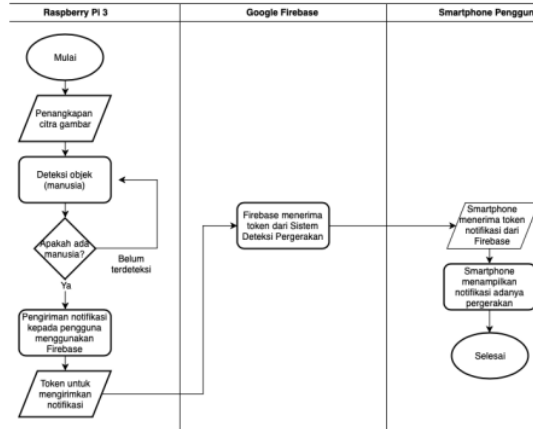 Raspberry Pi 3
Google Firebase
Smartphone Penggun
Mulai
Penangkapan
citra gambar
Deteksi objek
(manusia)
Apakah ada
manusia?
Belum
terdeteksi
Ya
Pengiriman notifikasi
kepada pengguna
menggunakan
Firebase
Token untuk
mengirimkan
notifikasi
Firebase menerima
token dari Sistem
Deteksi Pergerakan
Smartphone
menerima token
notifikasi dari
Firebase
Smartphone
menampilkan
notifikasi adanya
pergerakan
Selesai